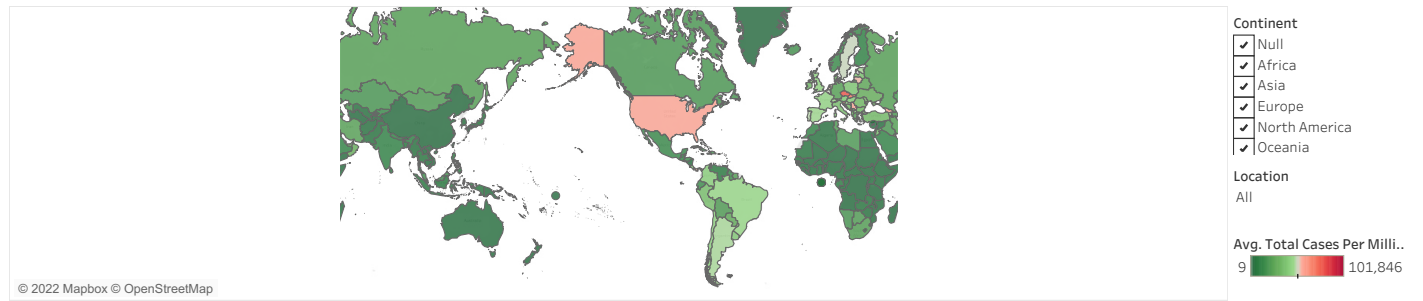 Continent
Null
Africa
Asia
Europe
North America
Oceania
Location
All
Avg. Total Cases Per Milli..
9 101,846
© 2022 Mapbox © OpenStreetMap